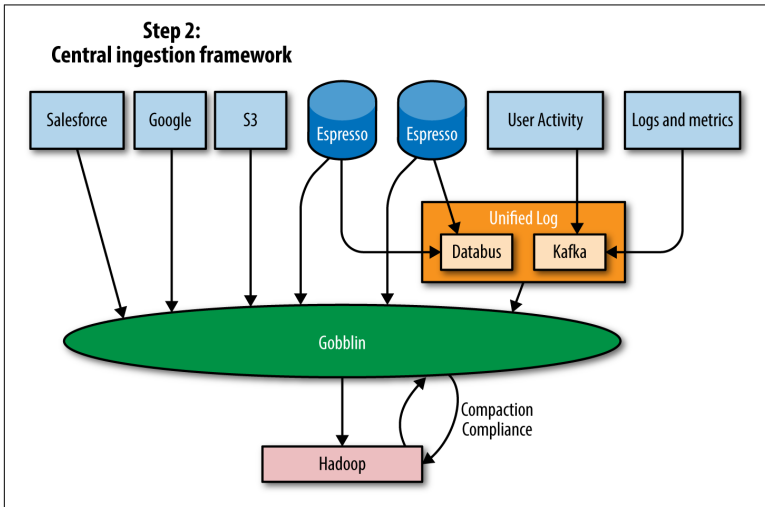 Step 2:
Central ingestion framework
Salesforce
Google
S3
Espresso
Espresso
User Activity
Logs and metrics
Unified Log
Databus
Kafka
Gobblin
Compaction
Compliance
Hadoop